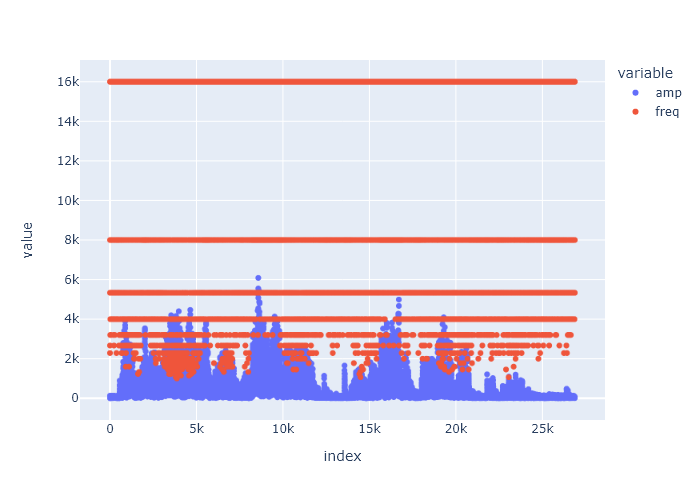 variable
amp
freq
16k
14k
12k
10k
8k
6k
4k
2k
0
value
0
5k
10k
15k
20k
25k
index